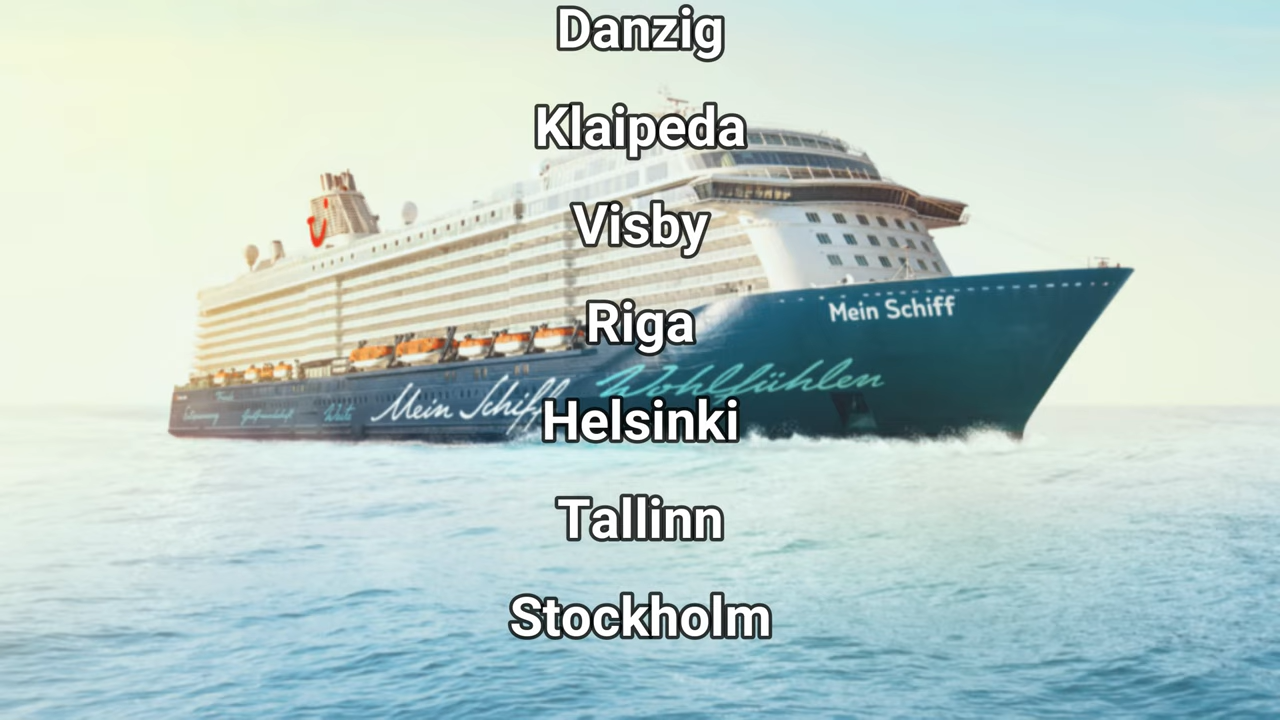 Danzig
Klaipeda
Visby
Riga
Mein Schiff
Wohlfühlen
Mein Schiff
Helsinki
Tallinn
Stockholm